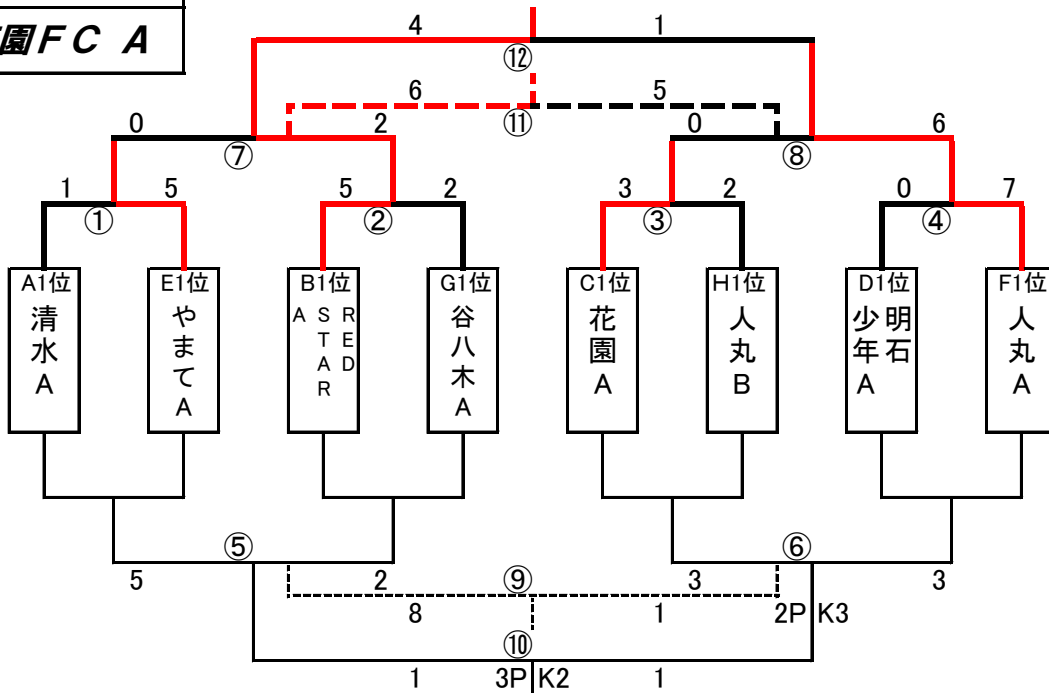 園FC A
4 1
⑫
6 5
⑪
0 2 0 6
⑦ ⑧
1 5 5 2 3 2 0 7
① ② ③ ④
A1位 E1位 B1位 G1位 C1位 H1位 D1位 F1位
清水A
やまてA
RED
STAR
A
谷八木A
花園A
人丸B
明石
少年A
人丸A
⑤ ⑥
5 2 ⑨ 3 3
8 1 2PK3
⑩
1 3PK2 1